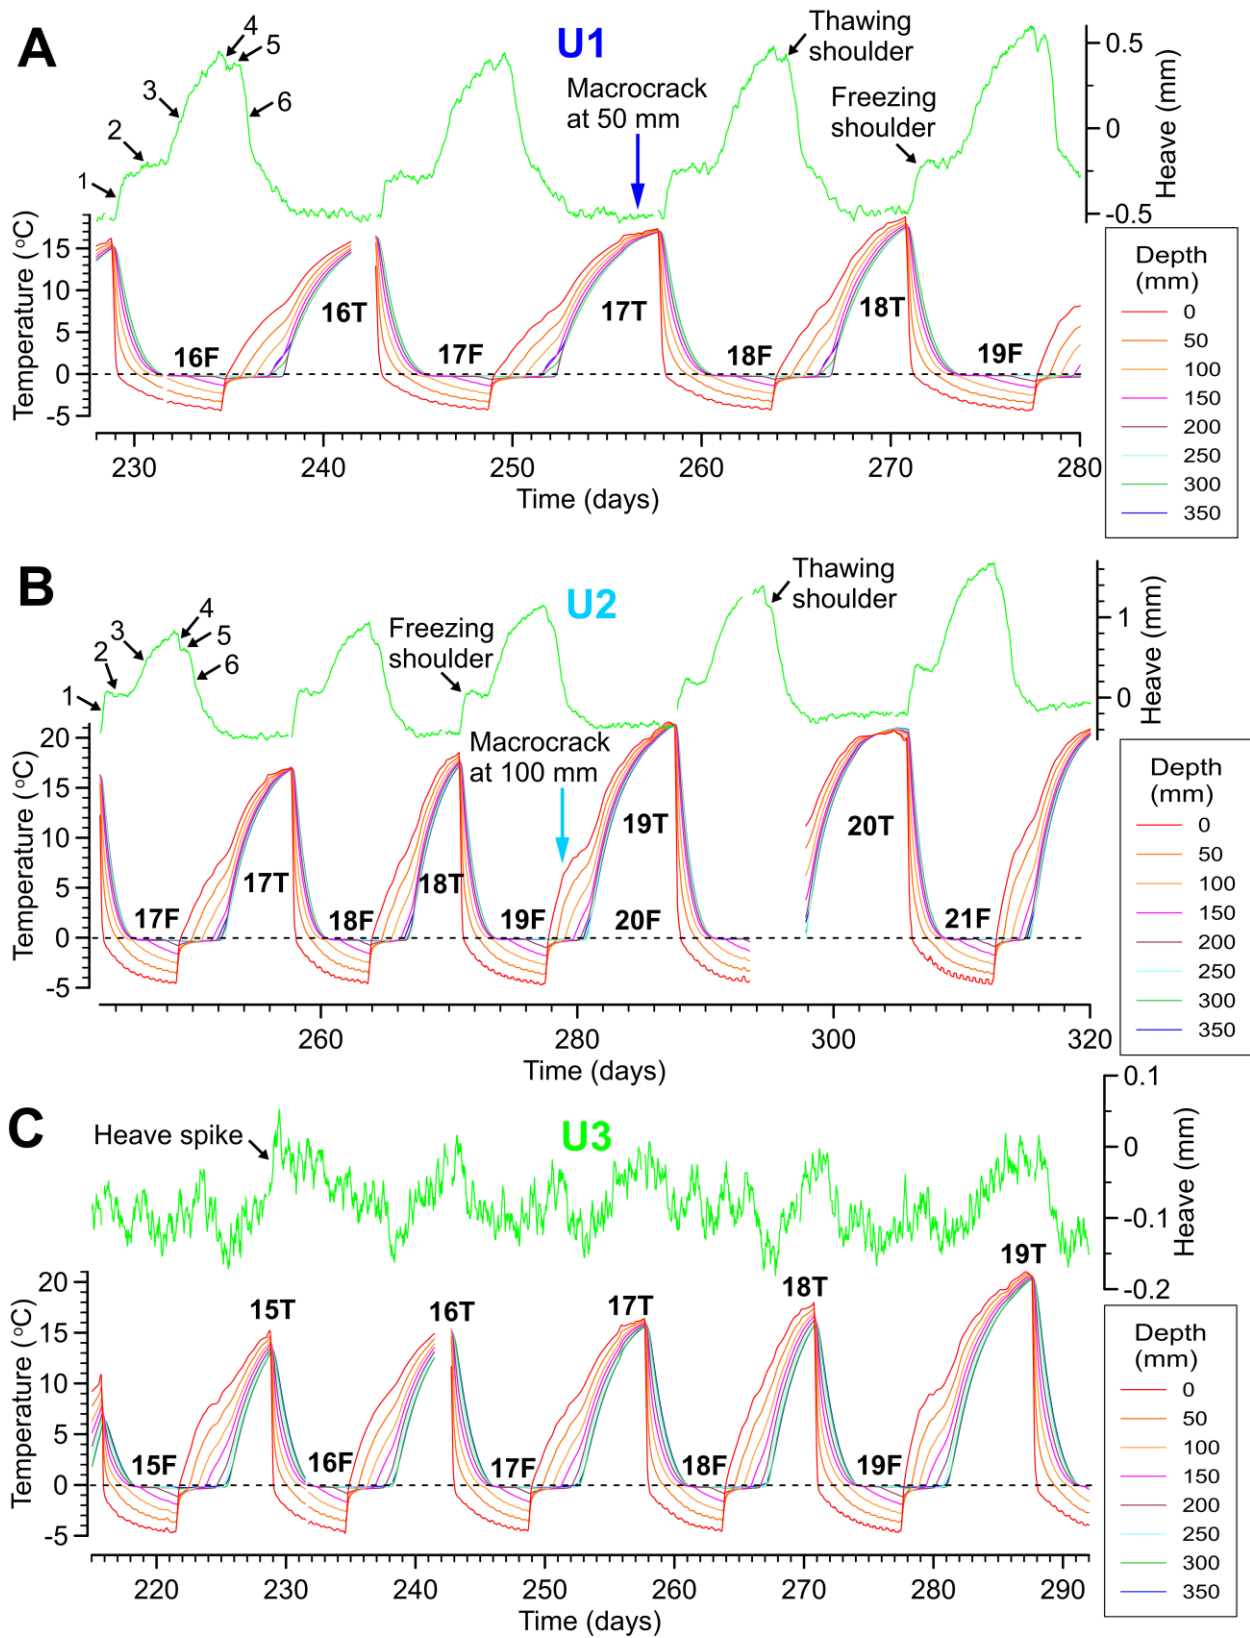 A
U1
4
5
3
2
1
6
Macrocrack
at 50 mm
Thawing
shoulder
Freezing
shoulder
0.5
0
-0.5
Heave (mm)
Temperature (°C)
15
10
5
0
-5
16F
16T
17F
17T
18F
18T
19F
230
240
250
260
270
280
Time (days)
Depth
(mm)
0
50
100
150
200
250
300
350
B
U2
4
3
5
2
6
1
Freezing
shoulder
Macrocrack
at 100 mm
Thawing
shoulder
1
0
Heave (mm)
Temperature (°C)
20
15
10
5
0
-5
17F
17T
18F
18T
19F
19T
20F
20T
21F
260
280
300
320
Time (days)
Depth
(mm)
0
50
100
150
200
250
300
350
C
U3
Heave spike
0.1
0
-0.1
-0.2
Heave (mm)
Temperature (°C)
20
15
10
5
0
-5
15F
15T
16F
16T
17F
17T
18F
18T
19F
19T
220
230
240
250
260
270
280
290
Time (days)
Depth
(mm)
0
50
100
150
200
250
300
350